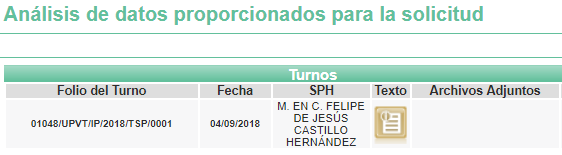 Análisis de datos proporcionados para la solicitud
Turnos
Folio del Turno Fecha SPH Texto Archivos Adjuntos
01048/UPVT/IP/2018/TSP/0001 04/09/2018 M. EN C. FELIPE
DE JESÚS
CASTILLO
HERNÁNDEZ